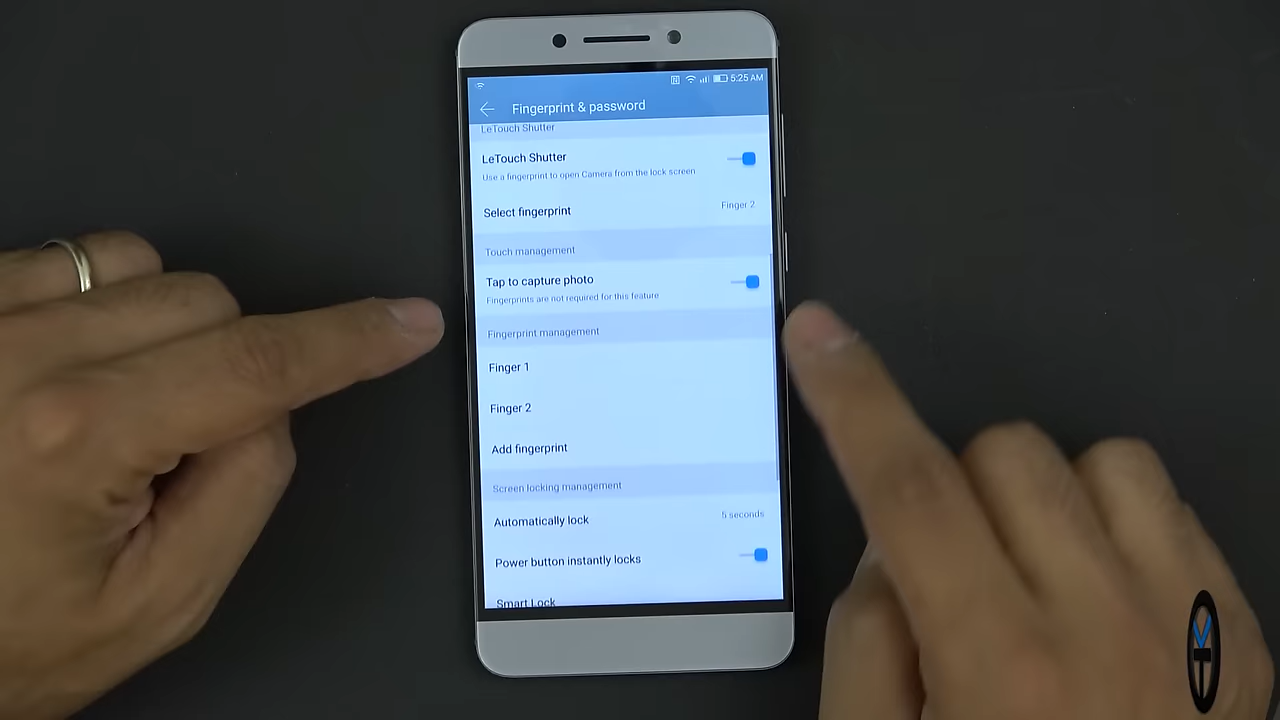 5:25 AM
Fingerprint & password
LeTouch Shutter
LeTouch Shutter
Use a fingerprint to open Camera from the lock screen
Select fingerprint
Finger 2
Touch management
Tap to capture photo
Fingerprints are not required for this feature
Fingerprint management
Finger 1
Finger 2
Add fingerprint
Screen locking management
Automatically lock
5 seconds
Power button instantly locks
Smart Lock